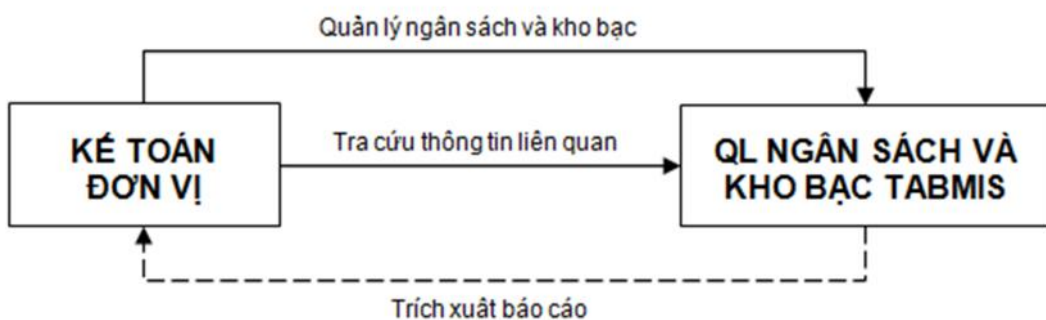 Quản lý ngân sách và kho bạc
KẾ TOÁN
ĐƠN VỊ
Tra cứu thông tin liên quan
QL NGÂN SÁCH VÀ
KHO BẠC TABMIS
Trích xuất báo cáo